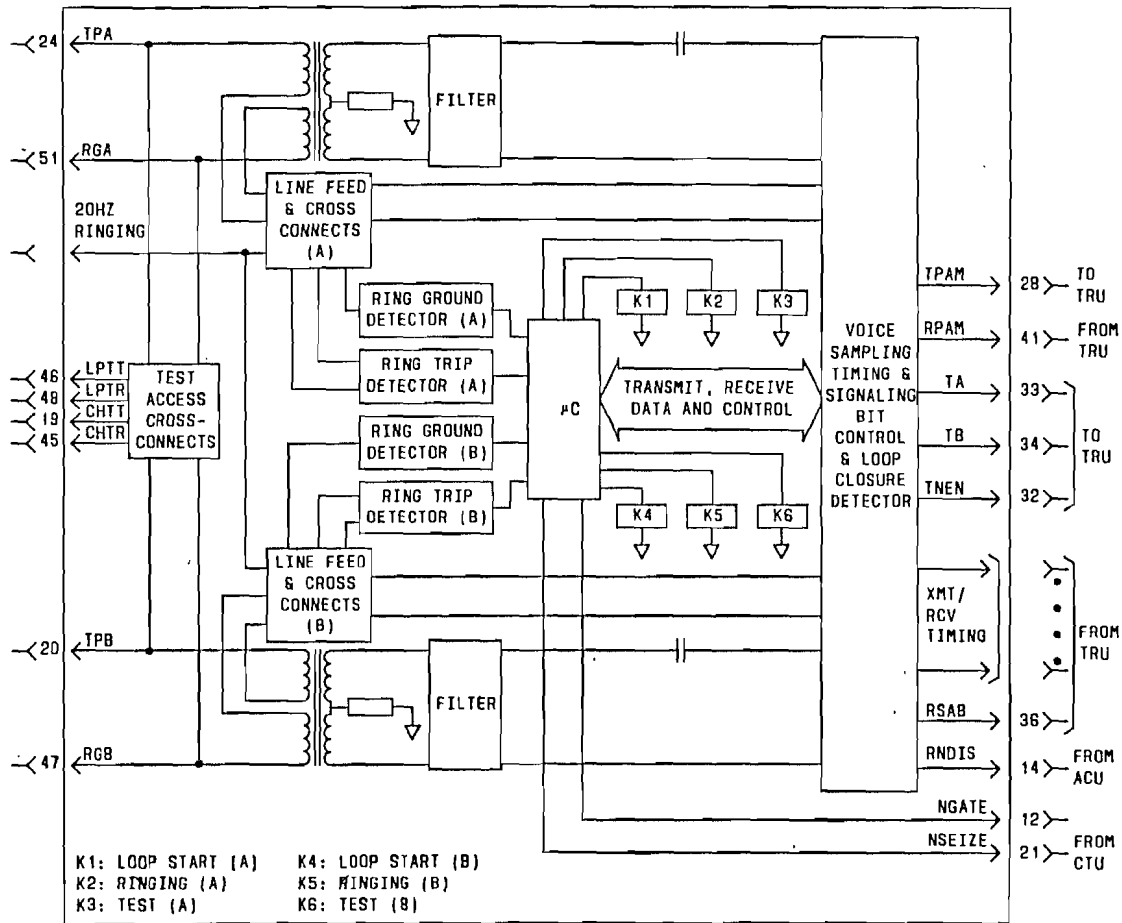 24
TPA
FILTER
51
RGA
20HZ
RINGING
LINE FEED
& CROSS
CONNECTS
(A)
RING GROUND
DETECTOR (A)
RING TRIP
DETECTOR (A)
RING GROUND
DETECTOR (B)
RING TRIP
DETECTOR (B)
K1
K2
K3
µC
TRANSMIT, RECEIVE
DATA AND CONTROL
K4
K5
K6
46
LPTT
48
LPTR
19
CHTT
45
CHTR
TEST
ACCESS
CROSS-
CONNECTS
LINE FEED
& CROSS
CONNECTS
(B)
20
TPB
FILTER
47
RGB
VOICE
SAMPLING
TIMING &
SIGNALING
BIT
CONTROL
& LOOP
CLOSURE
DETECTOR
TPAM
28
TO
TRU
RPAM
41
FROM
TRU
TA
33
TB
34
TO
TRU
TNEN
32
XMT/
RCV
TIMING
FROM
TRU
RSAB
36
RNDIS
14
FROM
ACU
NGATE
12
NSEIZE
21
FROM
CTU
K1: LOOP START (A)
K4: LOOP START (B)
K2: RINGING (A)
K5: RINGING (B)
K3: TEST (A)
K6: TEST (B)